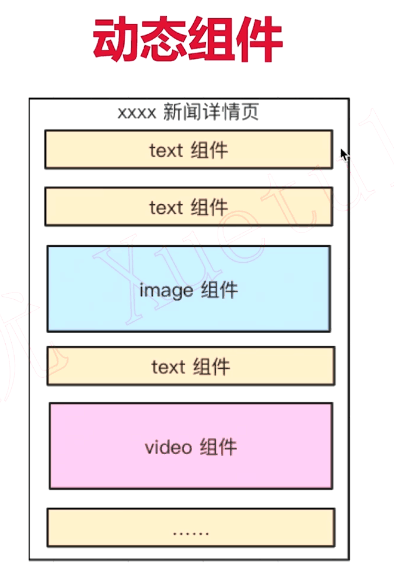 动态组件
xxxx 新闻详情页
text 组件
text 组件
image 组件
text 组件
video 组件
......